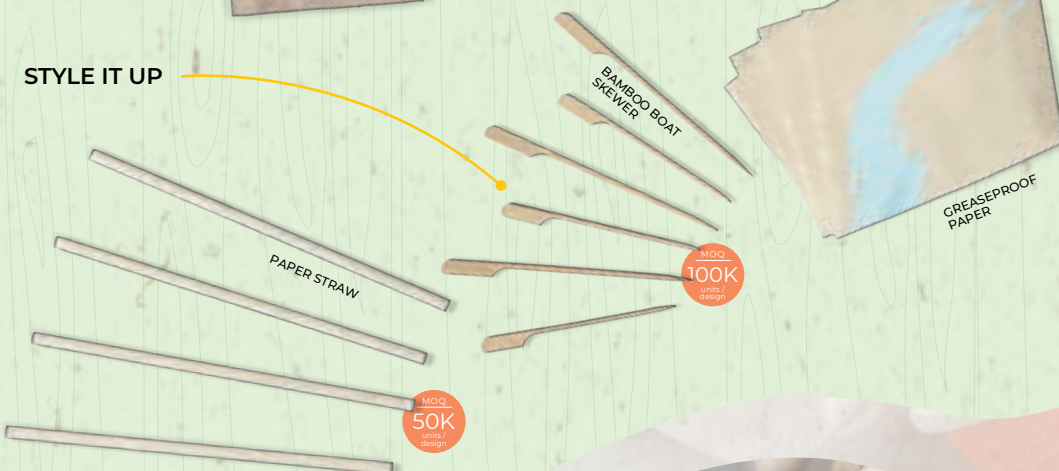 STYLE IT UP
BAMBOO BOAT
SKEWER
GREASEPROOF
PAPER
PAPER STRAW
MOQ
100K
units /
design
MOQ
50K
units /
design